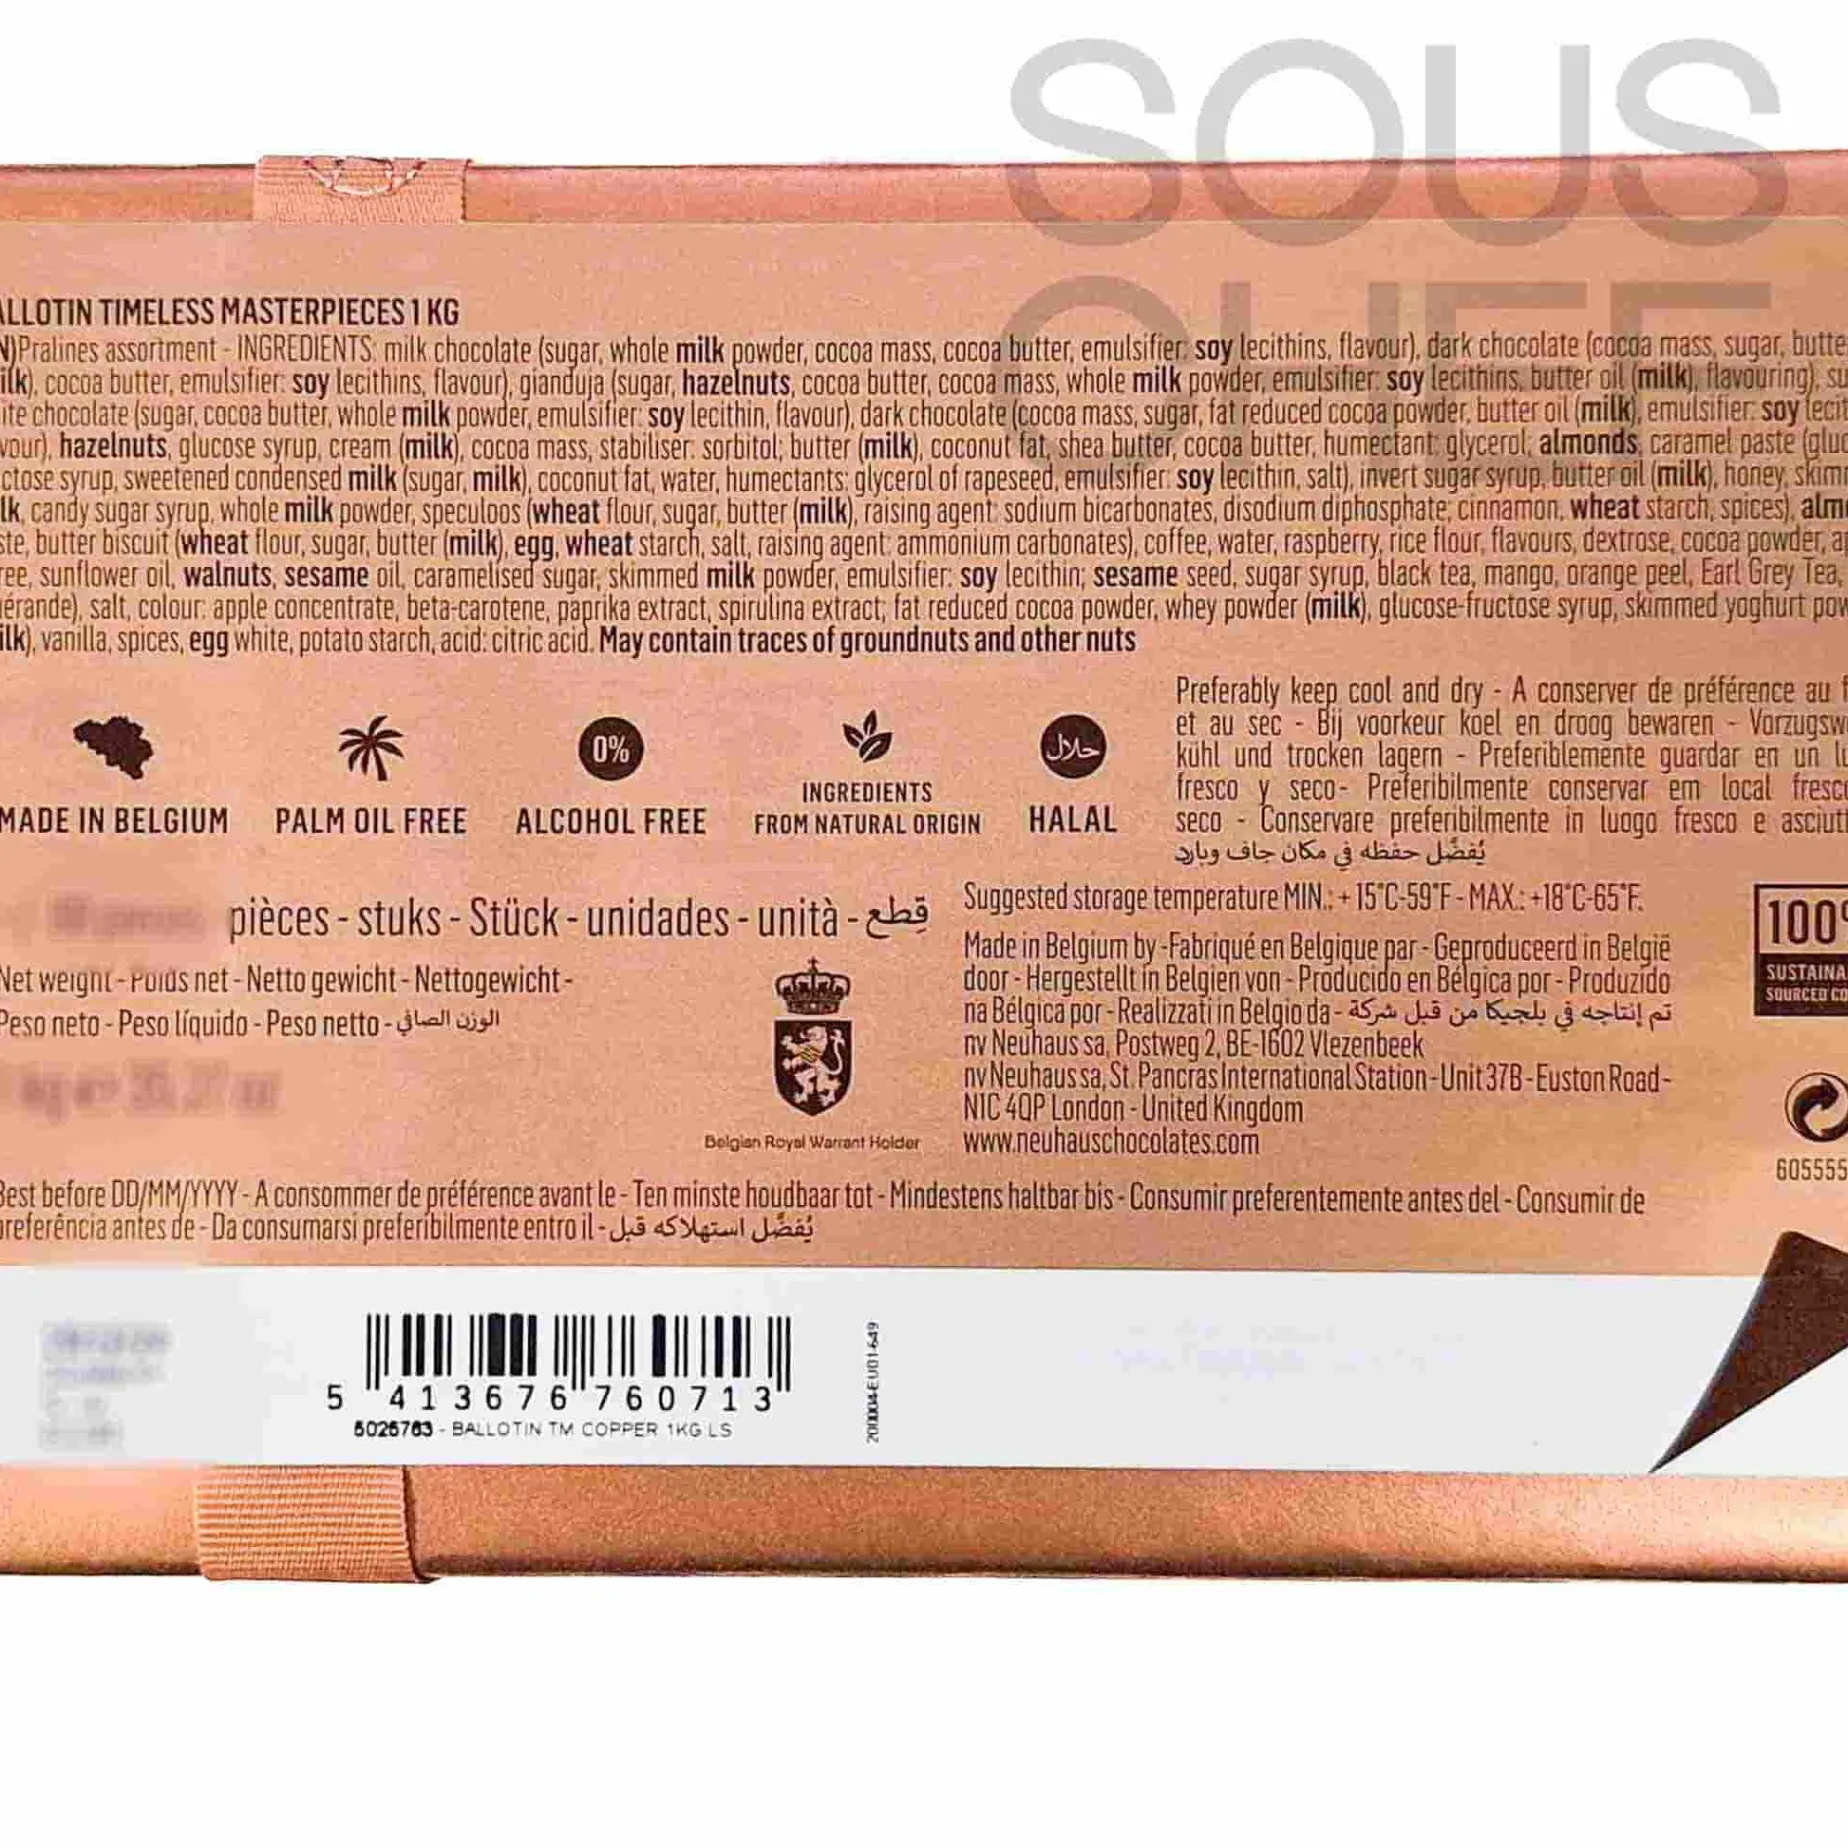 SOUS
CHEF
ALLOTIN TIMELESS MASTERPIECES 1 KG
N)Pralines assortment - INGREDIENTS: milk chocolate (sugar, whole milk powder, cocoa mass, cocoa butter, emulsifier: soy lecithins, flavour), dark chocolate (cocoa mass, sugar, butte
ilk), cocoa butter, emulsifier: soy lecithins, flavour), gianduja (sugar, hazelnuts, cocoa butter, cocoa mass, whole milk powder, emulsifier: soy lecithins, butter oil (milk), flavouring), su
ite chocolate (sugar, cocoa butter, whole milk powder, emulsifier: soy lecithin, flavour), dark chocolate (cocoa mass, sugar, fat reduced cocoa powder, butter oil (milk), emulsifier: soy lecit
vour), hazelnuts, glucose syrup, cream (milk), cocoa mass, stabiliser: sorbitol; butter (milk), coconut fat, shea butter, cocoa butter, humectant: glycerol; almonds, caramel paste (gluc
ctose syrup, sweetened condensed milk (sugar, milk), coconut fat, water, humectants: glycerol of rapeseed, emulsifier: soy lecithin, salt), invert sugar syrup, butter oil (milk), honey, skimm
lk, candy sugar syrup, whole milk powder, speculoos (wheat flour, sugar, butter (milk), raising agent: sodium bicarbonates, disodium diphosphate; cinnamon, wheat starch, spices), almo
ste, butter biscuit (wheat flour, sugar, butter (milk), egg, wheat starch, salt, raising agent: ammonium carbonates), coffee, water, raspberry, rice flour, flavours, dextrose, cocoa powder, a
ree, sunflower oil, walnuts, sesame oil, caramelised sugar, skimmed milk powder, emulsifier: soy lecithin; sesame seed, sugar syrup, black tea, mango, orange peel, Earl Grey Tea,
érande), salt, colour: apple concentrate, beta-carotene, paprika extract, spirulina extract; fat reduced cocoa powder, whey powder (milk), glucose-fructose syrup, skimmed yoghurt pow
ilk), vanilla, spices, egg white, potato starch, acid: citric acid. May contain traces of groundnuts and other nuts
0%
حلال
MADE IN BELGIUM
PALM OIL FREE
ALCOHOL FREE
INGREDIENTS
FROM NATURAL ORIGIN
HALAL
Preferably keep cool and dry - A conserver de préférence au f
et au sec - Bij voorkeur koel en droog bewaren - Vorzugsw
kühl und trocken lagern - Preferiblemente guardar en un lu
fresco y seco- Preferibilmente conservar em local fresc
seco - Conservare preferibilmente in luogo fresco e asciutt
يُفضَّل حفظه في مكان جاف وبارد
pièces - stuks - Stück - unidades - unità - قِطع
Net weight - Poids net - Netto gewicht - Nettogewicht -
Peso neto - Peso líquido - Peso netto - الوزن الصافي
Belgian Royal Warrant Holder
Suggested storage temperature MIN.: + 15°C-59°F - MAX.: +18°C-65°F.
Made in Belgium by -Fabriqué en Belgique par - Geproduceerd in België
door - Hergestellt in Belgien von - Producido en Bélgica por - Produzido
na Bélgica por - Realizzati in Belgio da - تم إنتاجه في بلجيكا من قبل شركة
nv Neuhaus sa, Postweg 2, BE-1602 Vlezenbeek
nv Neuhaus sa, St. Pancras International Station - Unit 37B - Euston Road -
N1C 4QP London - United Kingdom
www.neuhauschocolates.com
100%
SUSTAINA
SOURCED CO
605555
Best before DD/MM/YYYY - A consommer de préférence avant le - Ten minste houdbaar tot - Mindestens haltbar bis - Consumir preferentemente antes del - Consumir de
preferência antes de - Da consumarsi preferibilmente entro il - يُفضَّل استهلاكه قبل
5 413676 760713
5025763 - BALLOTIN TM COPPER 1KG LS
200004-EU01-649